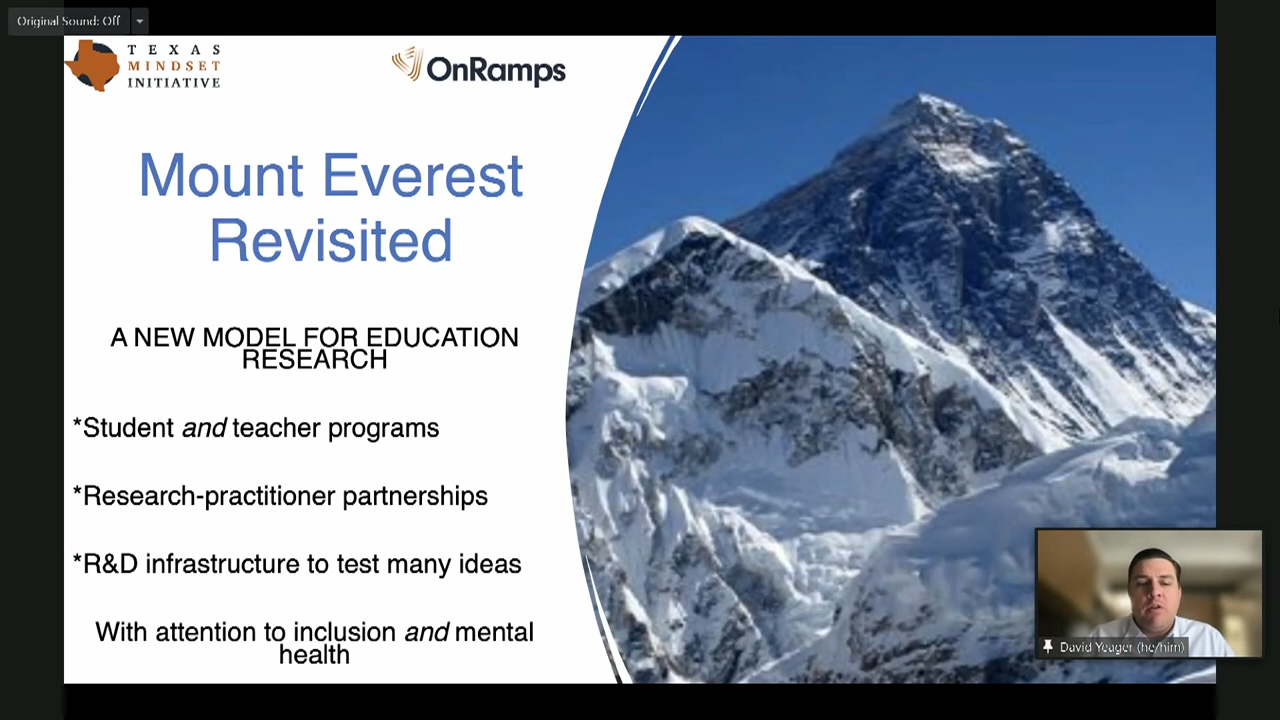 Original Sound: Off
TEXAS
MINDSET
INITIATIVE
OnRamps
Mount Everest
Revisited
A NEW MODEL FOR EDUCATION
RESEARCH
*Student and teacher programs
*Research-practitioner partnerships
*R&D infrastructure to test many ideas
With attention to inclusion and mental
health
David Yeager (he/him)